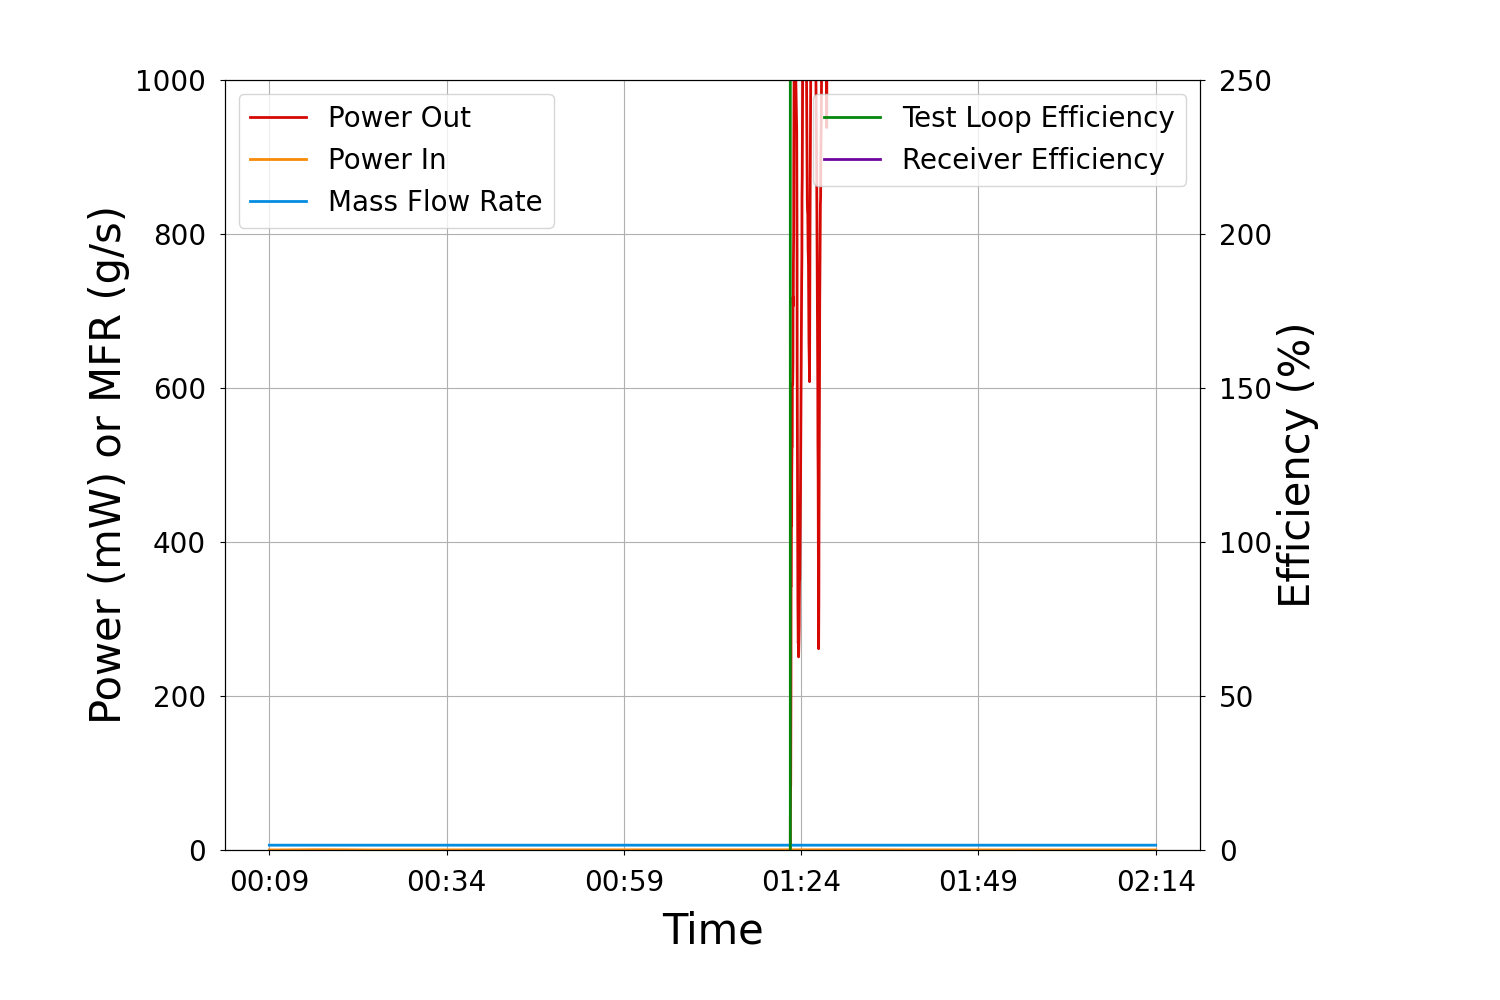 1000
800
600
400
200
0
Power (mW) or MFR (g/s)
Power Out
Power In
Mass Flow Rate
Test Loop Efficiency
Receiver Efficiency
250
200
150
100
50
0
Efficiency (%)
00:09 00:34 00:59 01:24 01:49 02:14
Time